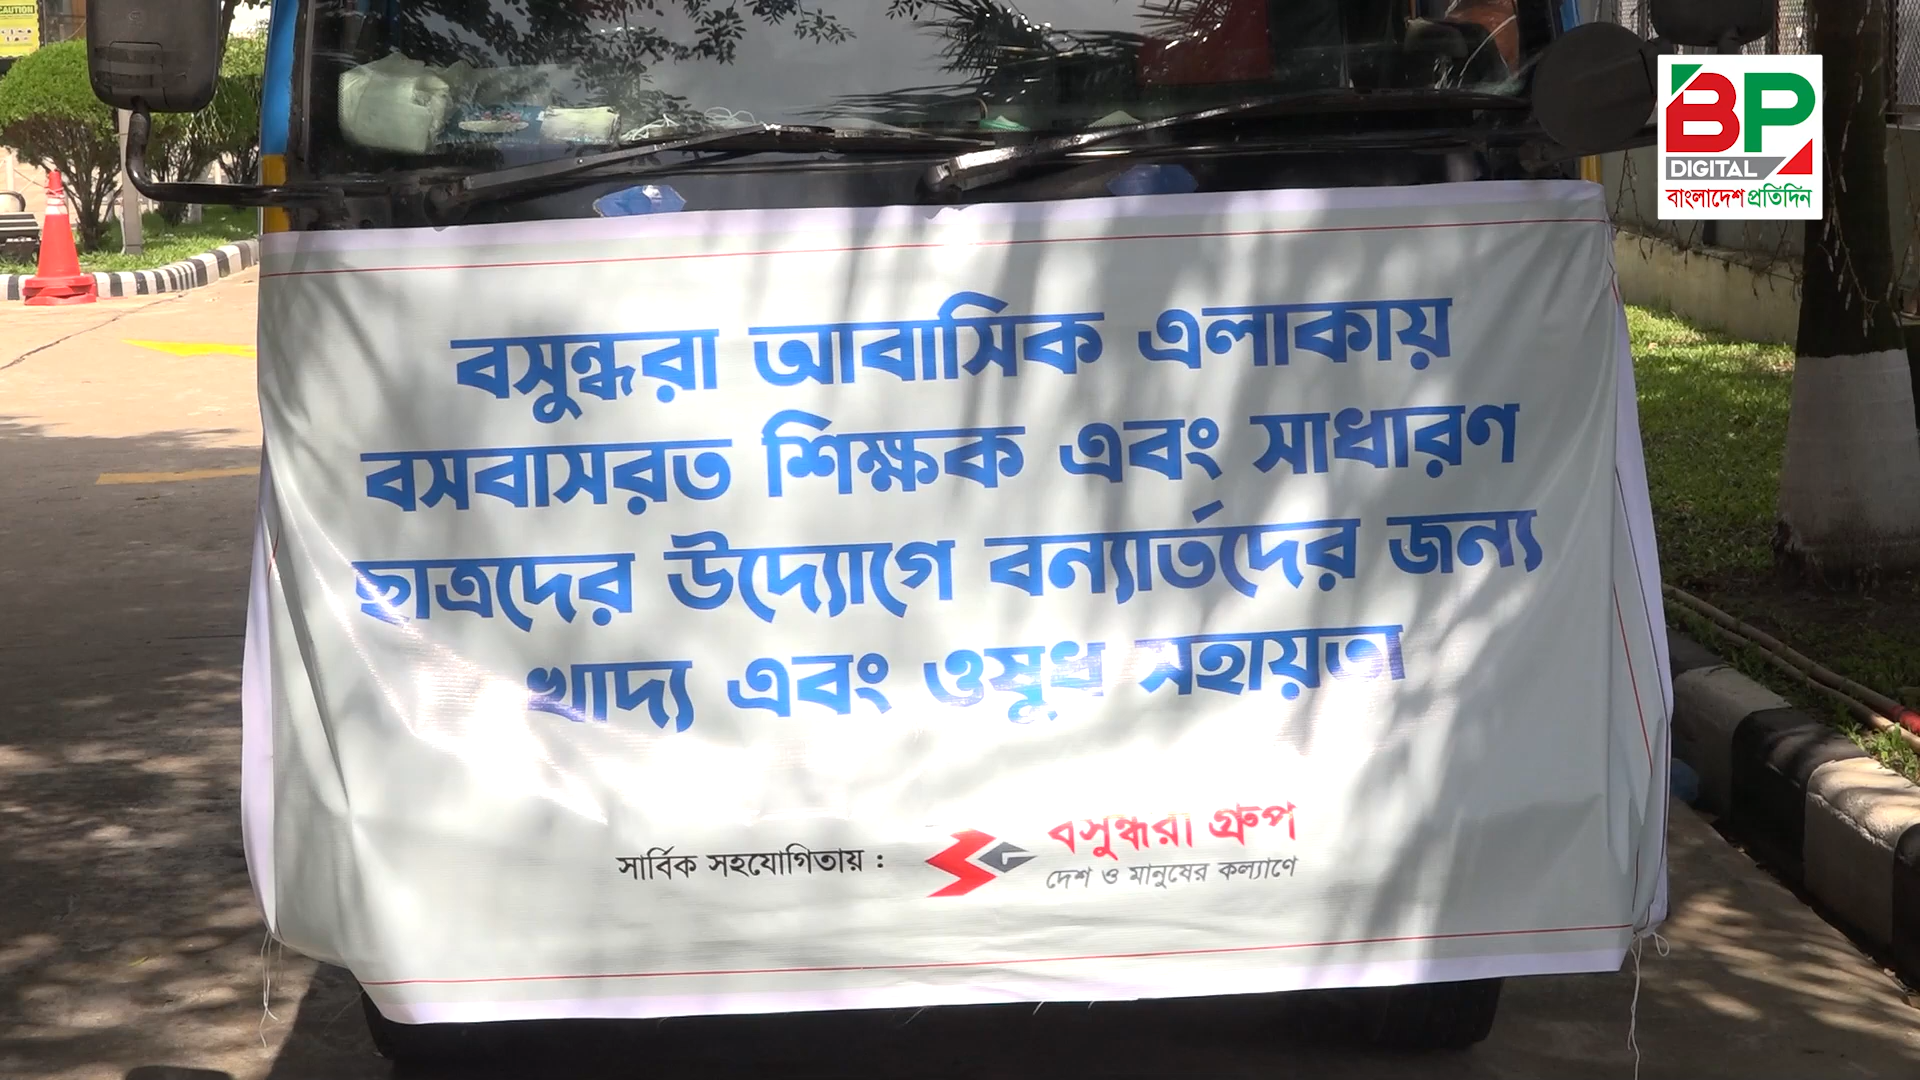 CAUTION
BP
DIGITAL
বাংলাদেশ প্রতিদিন
বসুন্ধরা আবাসিক এলাকায়
বসবাসরত শিক্ষক এবং সাধারণ
ছাত্রদের উদ্যোগে বন্যার্তদের জন্য
খাদ্য এবং ওষুধ সহায়তা
সার্বিক সহযোগিতায় :
বসুন্ধরা গ্রুপ
দেশ ও মানুষের কল্যাণে